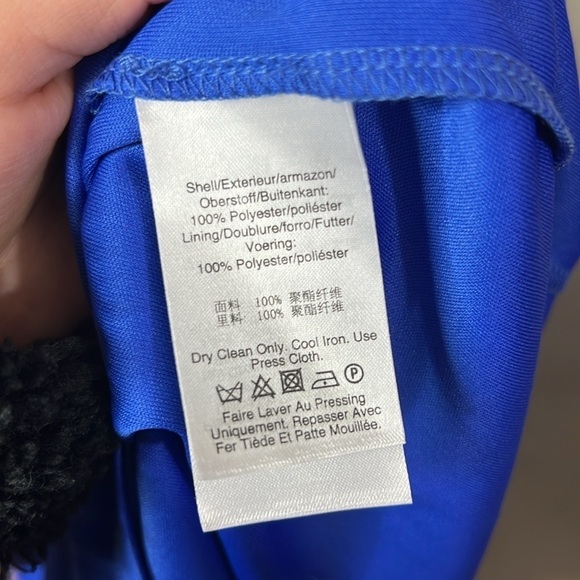 Shell/Exterieur/armazon/
Oberstoff/Buitenkant:
100% Polyester/poliéster
Lining/Doublure/forro/Futter/
Voering:
100% Polyester/poliéster
面料 100% 聚酯纤维
里料 100% 聚酯纤维
Dry Clean Only. Cool Iron. Use
Press Cloth.
P
Faire Laver Au Pressing
Uniquement. Repasser Avec
Fer Tiède Et Patte Mouillée.